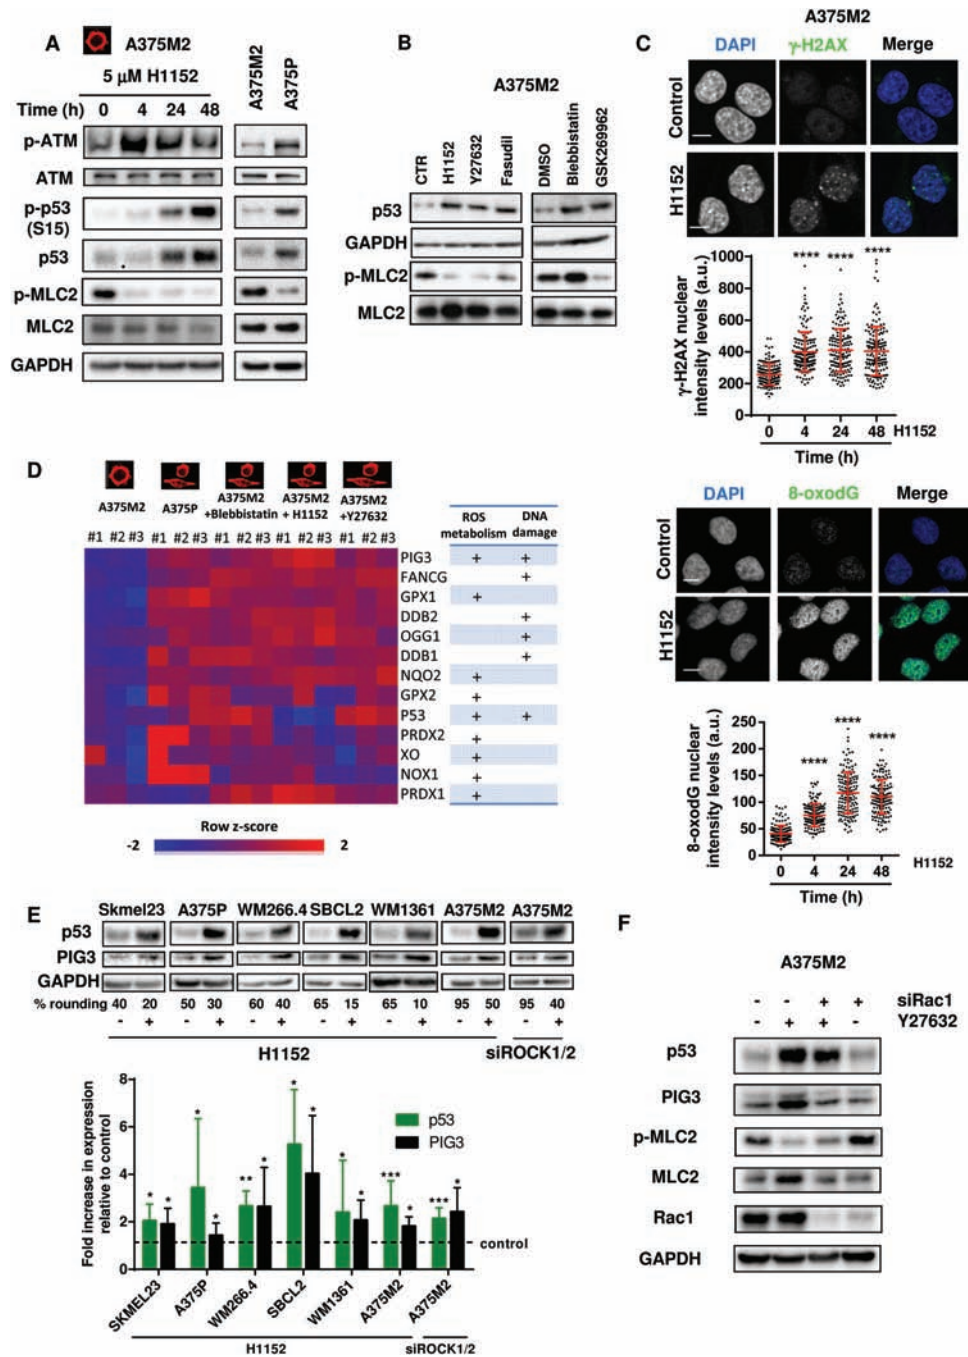 A
A375M2
5 µM H1152
Time (h) 0 4 24 48
A375M2 A375P
p-ATM
ATM
p-p53
(S15)
p53
p-MLC2
MLC2
GAPDH
B
A375M2
CTR H1152 Y27632 Fasudil DMSO Blebbistatin GSK269962
p53
GAPDH
p-MLC2
MLC2
A375M2
C
DAPI γ-H2AX Merge
Control
H1152
γ-H2AX nuclear
intensity levels (a.u.)
1000
800
600
400
200
0
**** **** ****
0 4 24 48 H1152
Time (h)
DAPI 8-oxodG Merge
Control
H1152
8-oxodG nuclear
intensity levels (a.u.)
250
200
150
100
50
0
**** **** ****
0 4 24 48 H1152
Time (h)
D
A375M2 A375P A375M2 +Blebbistatin A375M2 + H1152 A375M2 +Y27632
#1 #2 #3 #1 #2 #3 #1 #2 #3 #1 #2 #3 #1 #2 #3
ROS metabolism DNA damage
PIG3 + +
FANCG +
GPX1 +
DDB2 +
OGG1 +
DDB1 +
NQO2 +
GPX2 +
P53 + +
PRDX2 +
XO +
NOX1 +
PRDX1 +
Row z-score
-2 2
E
Skmel23 A375P WM266.4 SBCL2 WM1361 A375M2 A375M2
p53
PIG3
GAPDH
% rounding 40 20 50 30 60 40 65 15 65 10 95 50 95 40
- + - + - + - + - + - + - +
H1152 siROCK1/2
Fold increase in expression
relative to control
8
6
4
2
0
p53
PIG3
* * * * ** * * * * * *** * *** *
control
SKMEL23 A375P WM266.4 SBCL2 WM1361 A375M2 A375M2
H1152 siROCK1/2
F
A375M2
- - + + siRac1
- + + - Y27632
p53
PIG3
p-MLC2
MLC2
Rac1
GAPDH